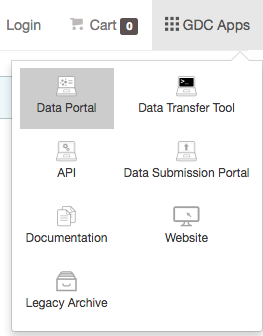 Login Cart 0 GDC Apps
Data Portal Data Transfer Tool
API Data Submission Portal
Documentation Website
Legacy Archive